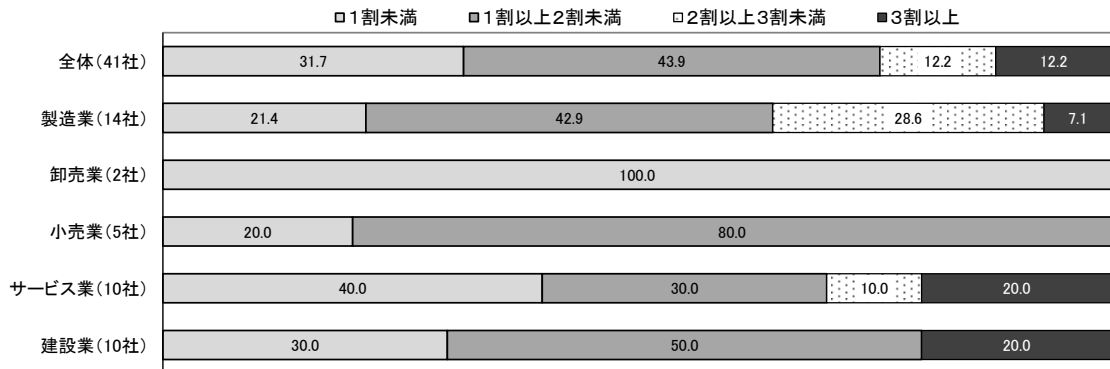 １割未満 １割以上２割未満 ２割以上３割未満 ３割以上
全体（41社） 31.7 43.9 12.2 12.2
製造業（14社） 21.4 42.9 28.6 7.1
卸売業（2社） 100.0
小売業（5社） 20.0 80.0
サービス業（10社） 40.0 30.0 10.0 20.0
建設業（10社） 30.0 50.0 20.0